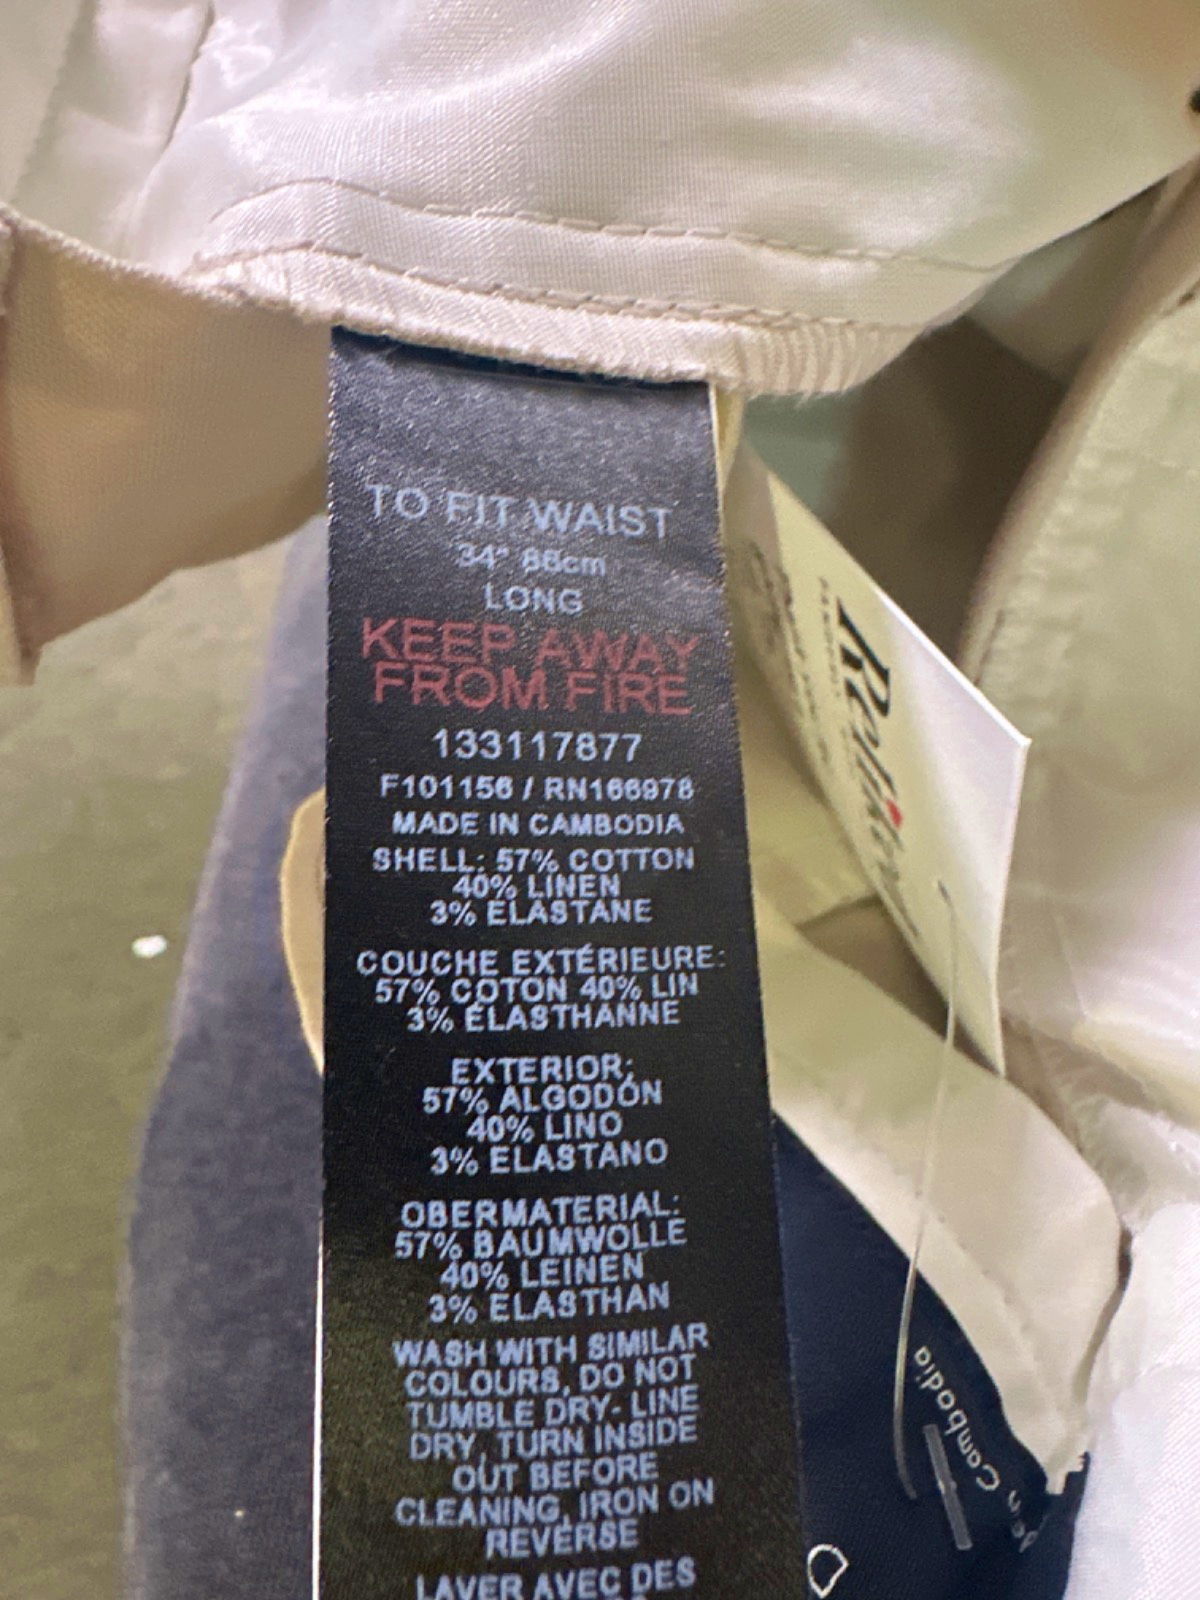 TO FIT WAIST
34" 86cm
LONG
KEEP AWAY
FROM FIRE
133117877
F101156 / RN166978
MADE IN CAMBODIA
SHELL: 57% COTTON
40% LINEN
3% ELASTANE
COUCHE EXTÉRIEURE:
57% COTON 40% LIN
3% ÉLASTHANNE
EXTERIOR:
57% ALGODÓN
40% LINO
3% ELASTANO
OBERMATERIAL:
57% BAUMWOLLE
40% LEINEN
3% ELASTHAN
WASH WITH SIMILAR
COLOURS, DO NOT
TUMBLE DRY- LINE
DRY, TURN INSIDE
OUT BEFORE
CLEANING, IRON ON
REVERSE
LAVER AVEC DES
Cambodia